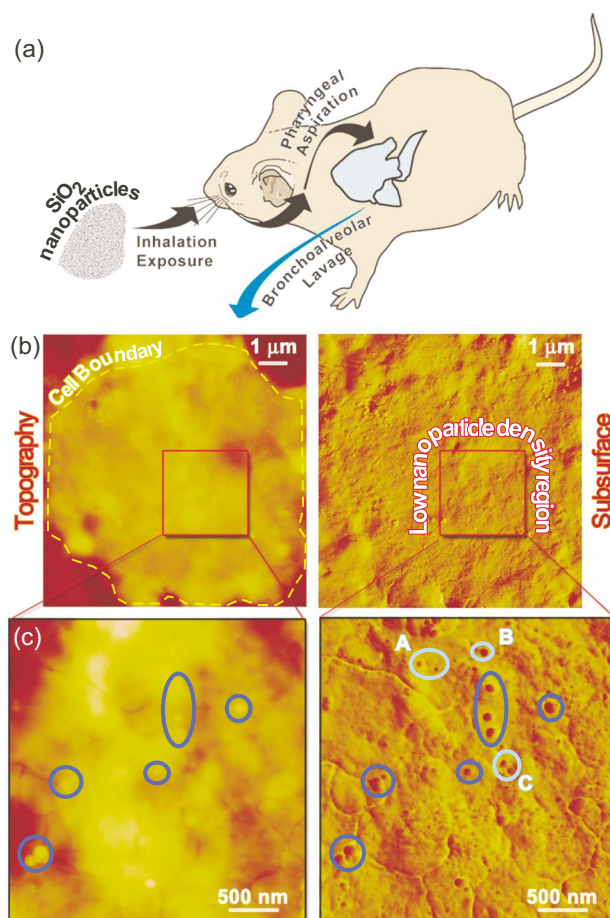 (a)
SiO2
nanoparticles
Inhalation
Exposure
Pharyngeal
Aspiration
Bronchoalveolar
Lavage
(b)
Cell Boundary
1 μm
1 μm
Topography
Low nanoparticle density region
Subsurface
(c)
A
B
C
500 nm
500 nm